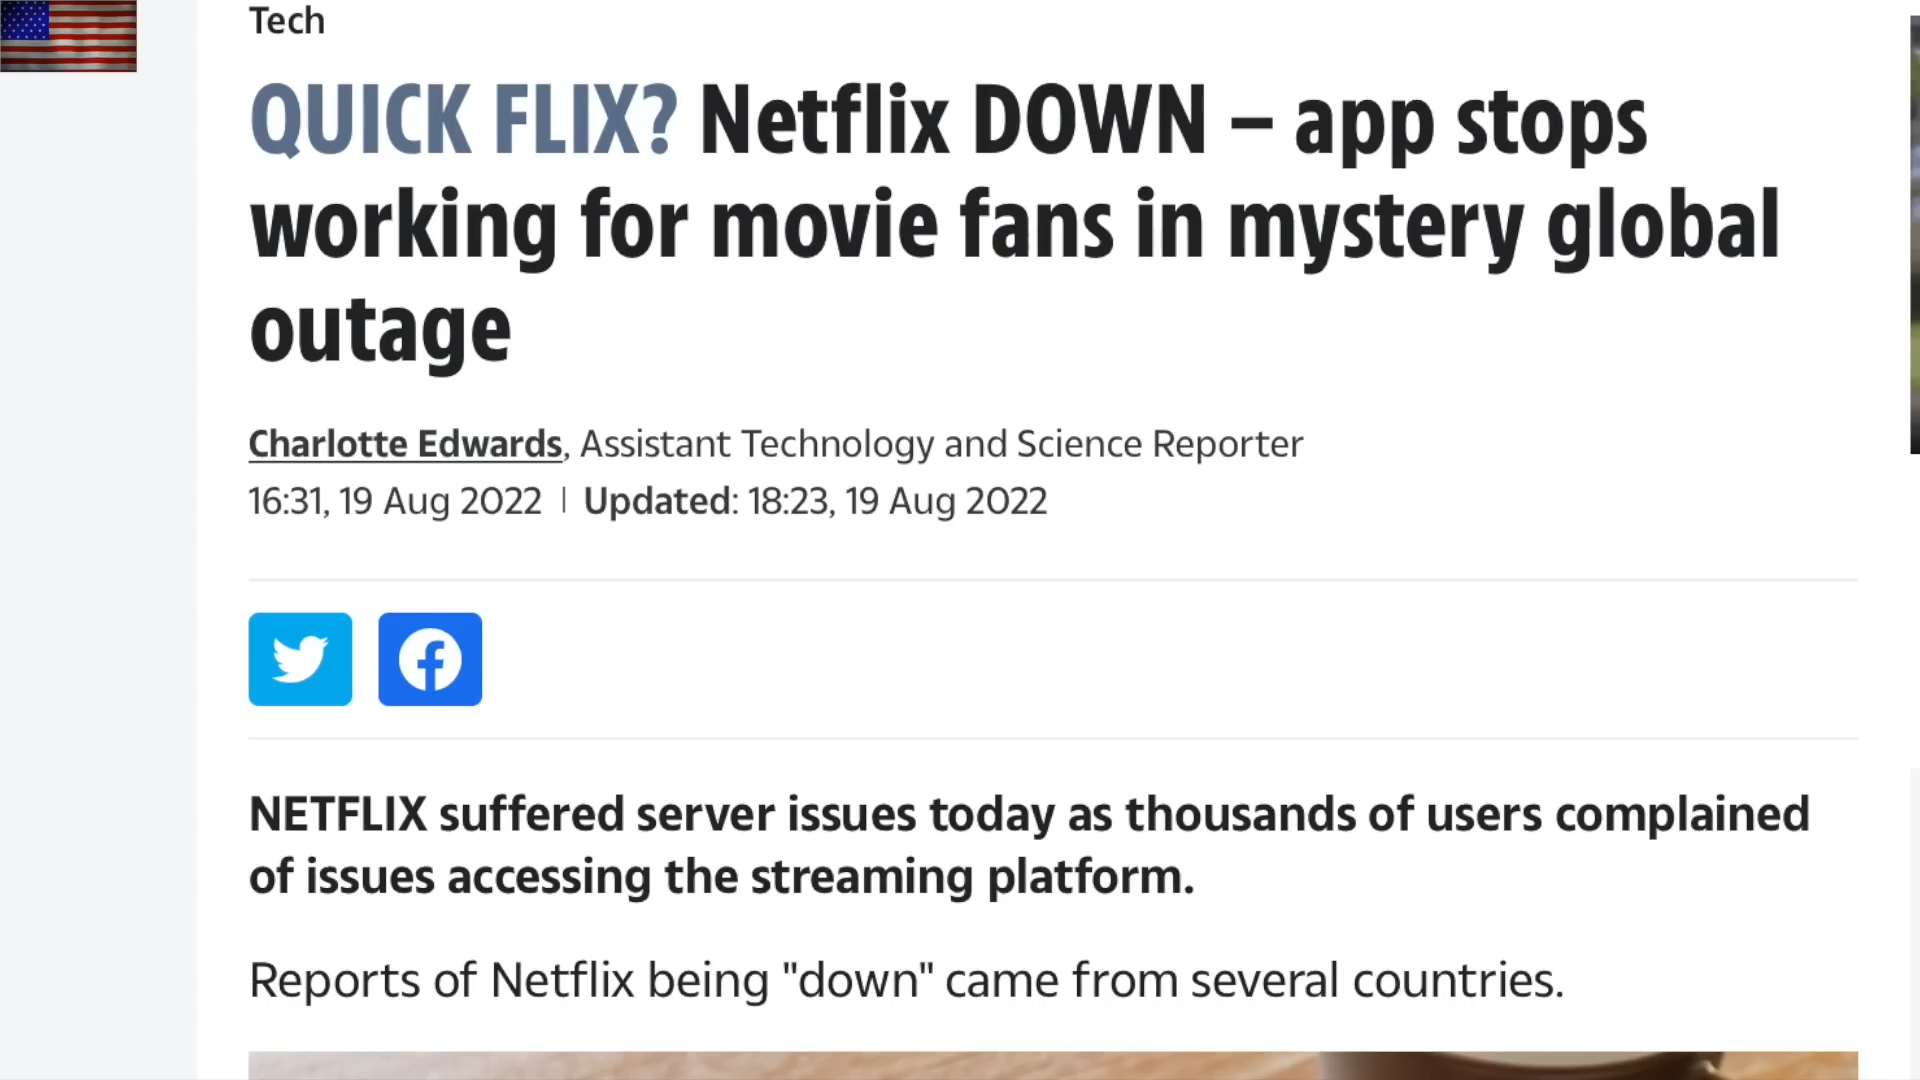 Tech
QUICK FLIX? Netflix DOWN – app stops
working for movie fans in mystery global
outage
Charlotte Edwards, Assistant Technology and Science Reporter
16:31, 19 Aug 2022 | Updated: 18:23, 19 Aug 2022
NETFLIX suffered server issues today as thousands of users complained
of issues accessing the streaming platform.
Reports of Netflix being "down" came from several countries.